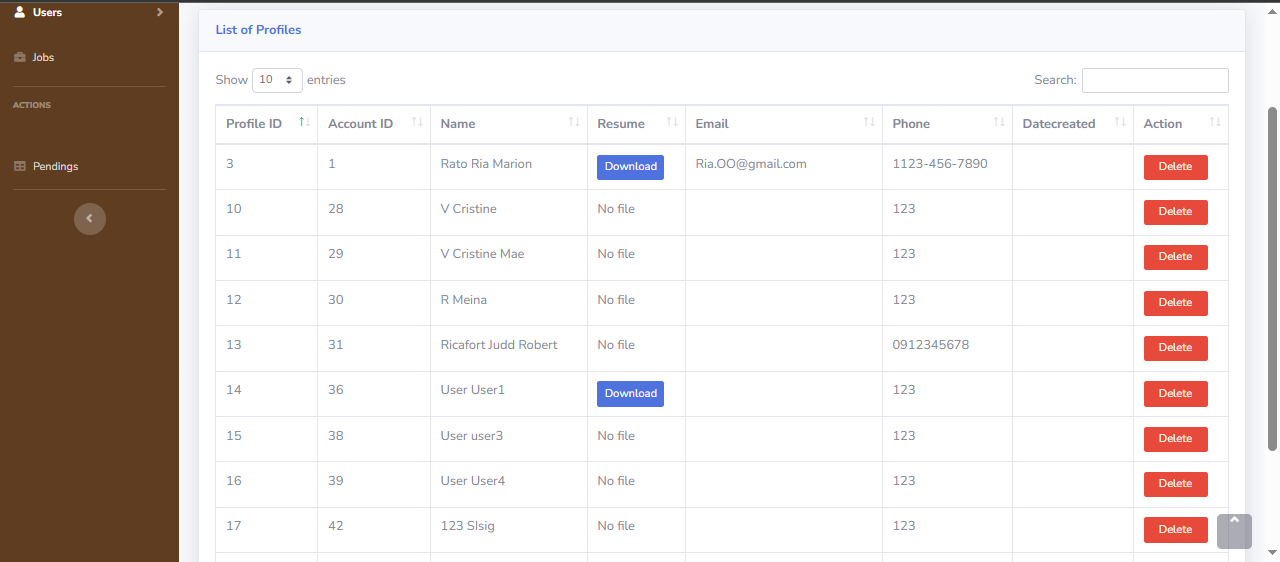 Users
Jobs
ACTIONS
Pendings
List of Profiles
Show 10 entries Search:
Profile ID Account ID Name Resume Email Phone Datecreated Action
3 1 Rato Ria Marion Download Ria.OO@gmail.com 1123-456-7890 Delete
10 28 V Cristine No file 123 Delete
11 29 V Cristine Mae No file 123 Delete
12 30 R Meina No file 123 Delete
13 31 Ricafort Judd Robert No file 0912345678 Delete
14 36 User User1 Download 123 Delete
15 38 User user3 No file 123 Delete
16 39 User User4 No file 123 Delete
17 42 123 Slsig No file 123 Delete